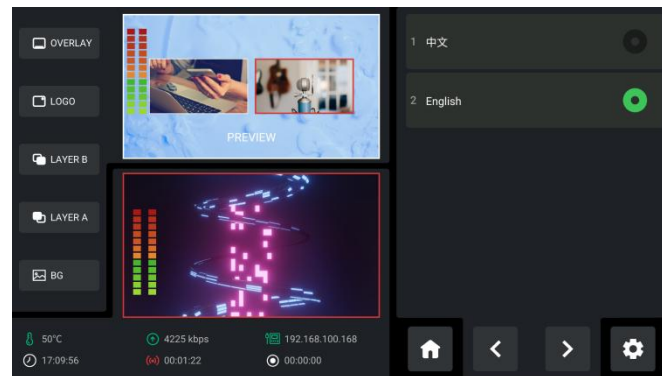 OVERLAY
LOGO
LAYER B
LAYER A
BG
PREVIEW
1 中文
2 English
50°C
4225 kbps
192.168.100.168
17:09:56
00:01:22
00:00:00